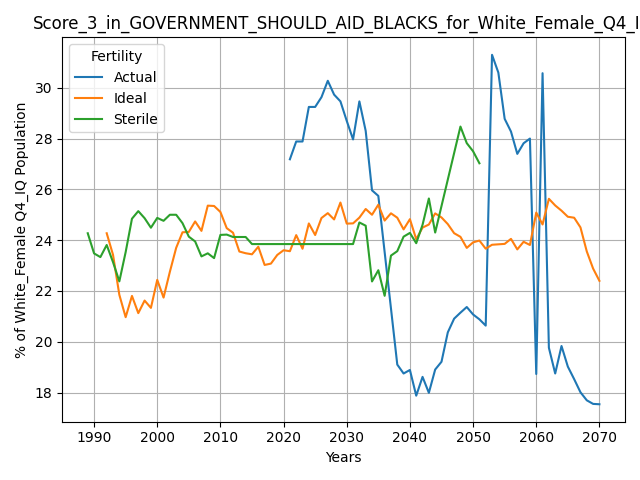 Score_3_in_GOVERNMENT_SHOULD_AID_BLACKS_for_White_Female_Q4_I
Fertility
Actual
Ideal
Sterile
30
28
26
24
22
20
18
% of White_Female Q4_IQ Population
1990 2000 2010 2020 2030 2040 2050 2060 2070
Years